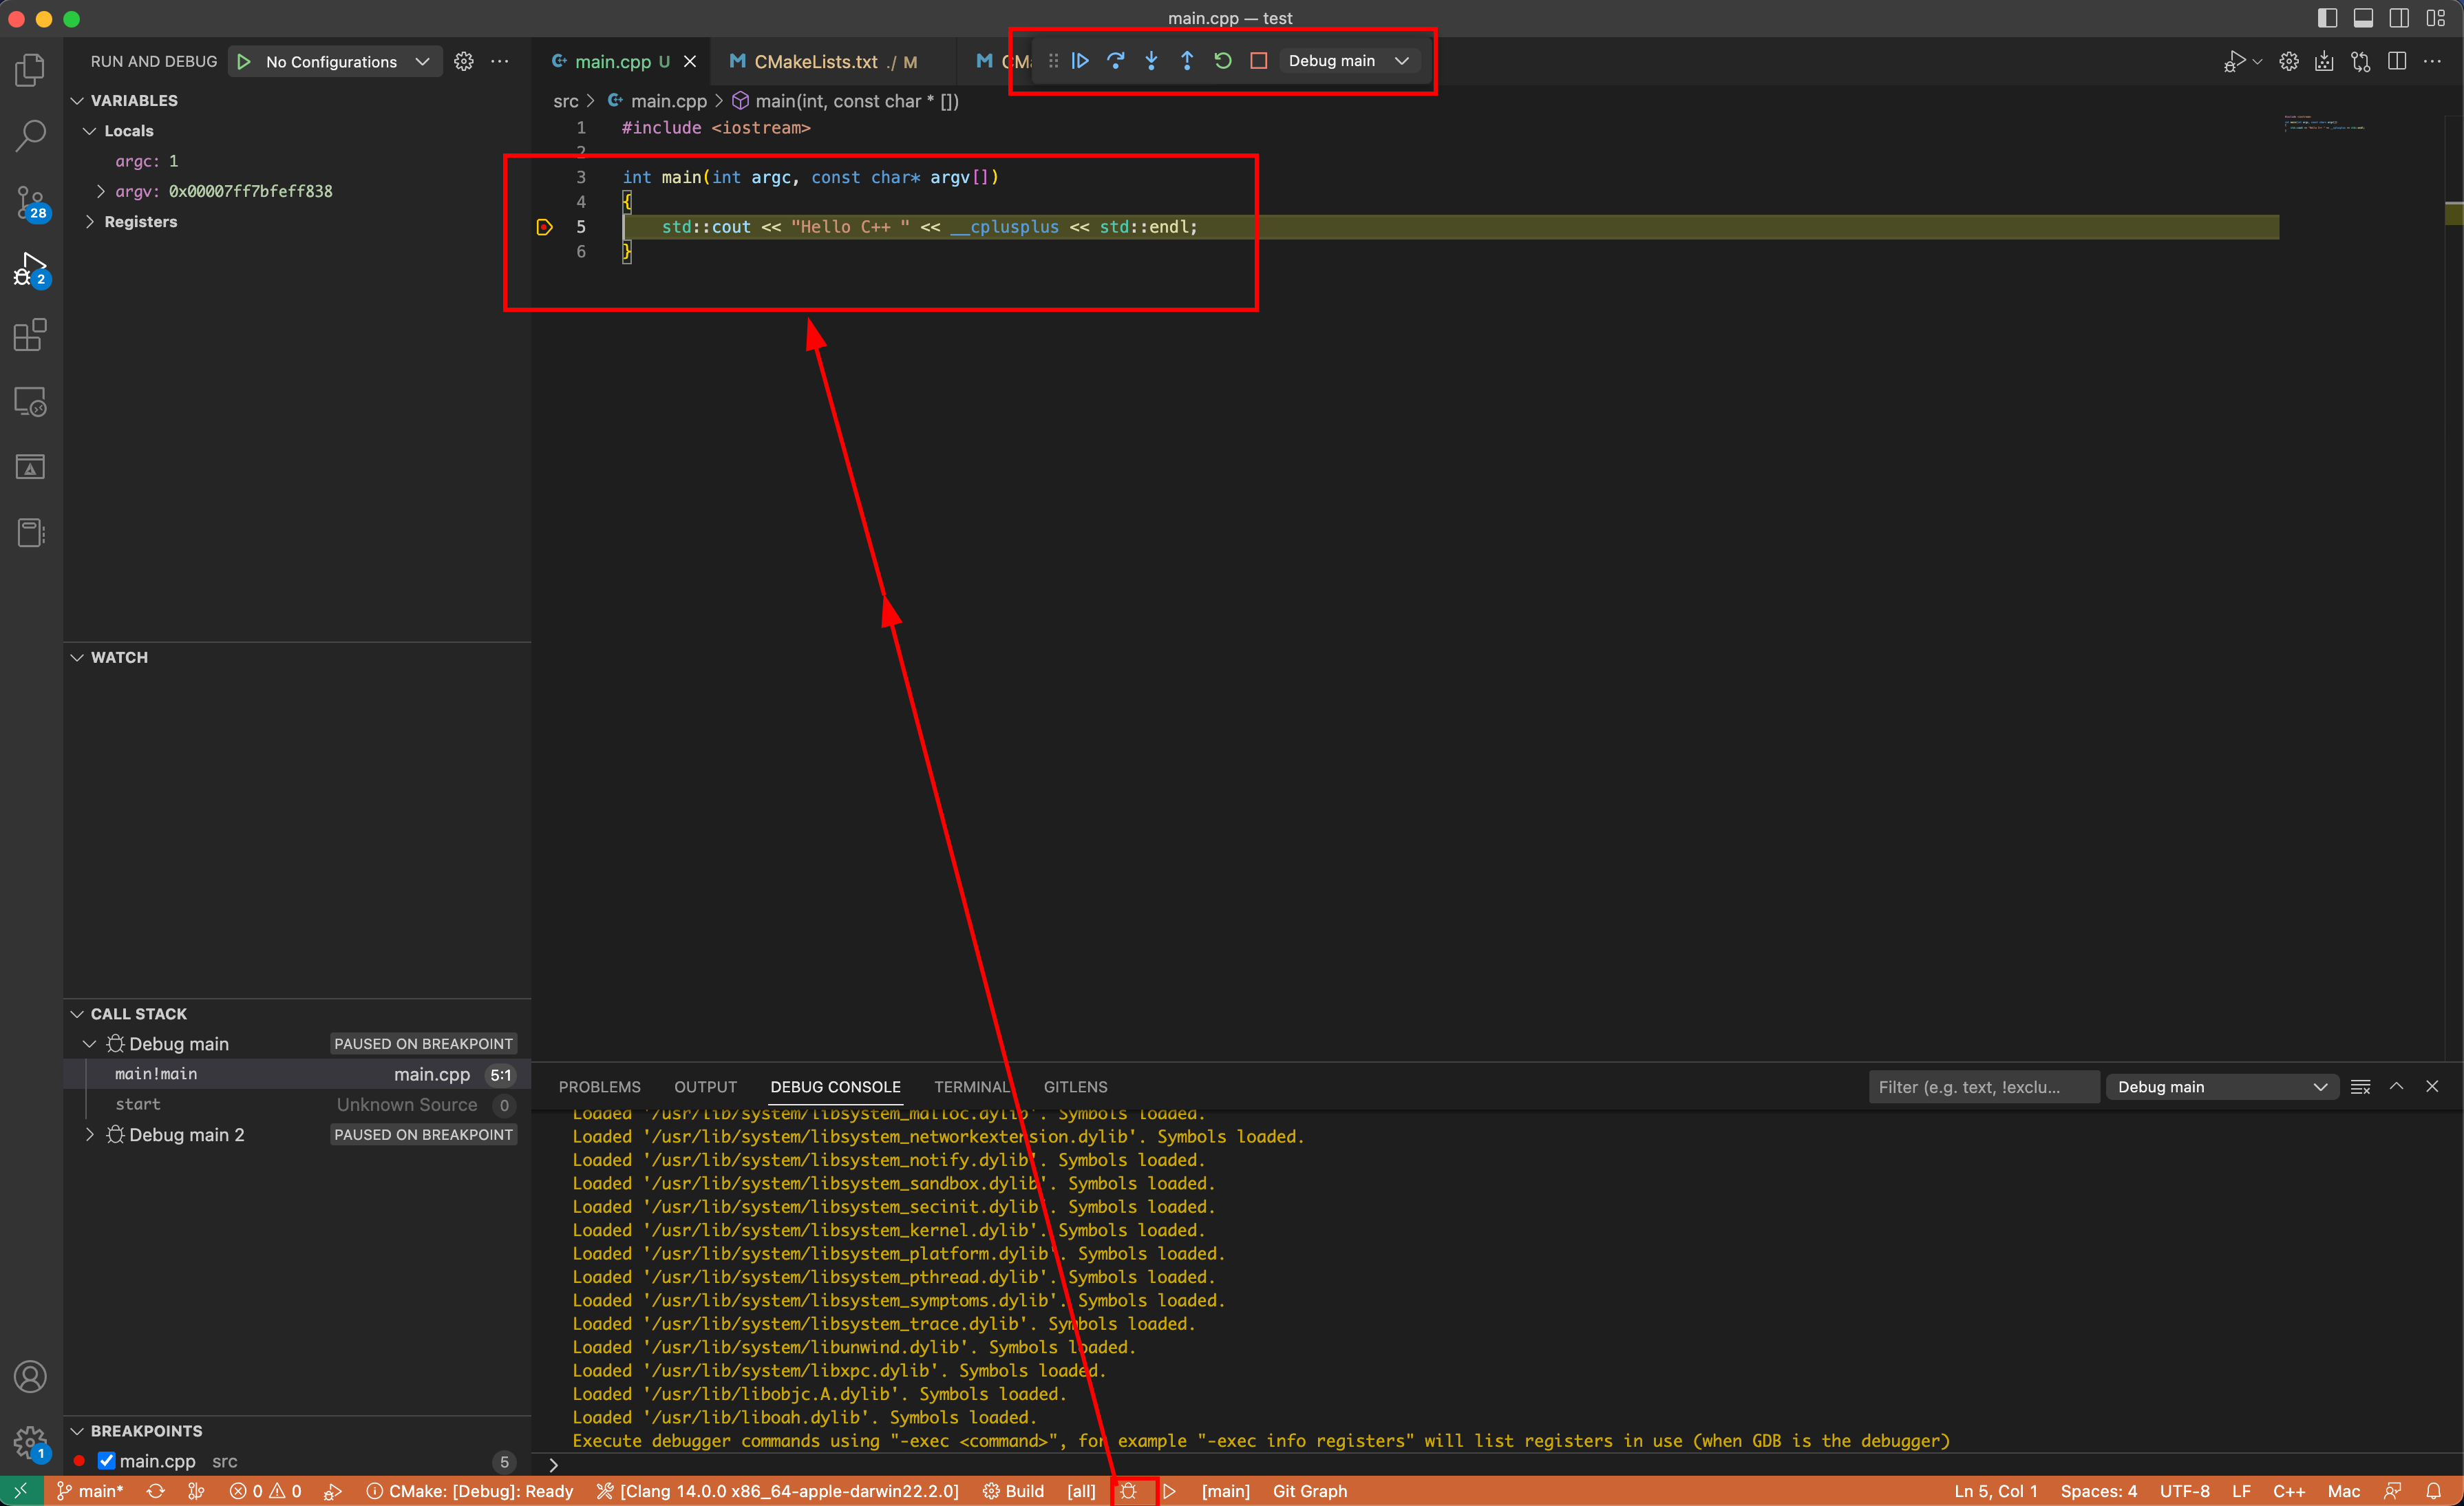 main.cpp — test
RUN AND DEBUG
No Configurations
main.cpp U
CMakeLists.txt ./ M
Debug main
VARIABLES
Locals
argc: 1
argv: 0x00007ff7bfeff838
Registers
src > main.cpp > main(int, const char * [])
1 #include <iostream>
2
3 int main(int argc, const char* argv[])
4 {
5 std::cout << "Hello C++ " << __cplusplus << std::endl;
6 }
28
2
WATCH
CALL STACK
Debug main PAUSED ON BREAKPOINT
main!main main.cpp 5:1
start Unknown Source 0
Debug main 2 PAUSED ON BREAKPOINT
BREAKPOINTS
main.cpp src 5
1
PROBLEMS OUTPUT DEBUG CONSOLE TERMINAL GITLENS
Filter (e.g. text, !exclu...
Debug main
Loaded '/usr/lib/system/libsystem_malloc.dylib'. Symbols loaded.
Loaded '/usr/lib/system/libsystem_networkextension.dylib'. Symbols loaded.
Loaded '/usr/lib/system/libsystem_notify.dylib'. Symbols loaded.
Loaded '/usr/lib/system/libsystem_sandbox.dylib'. Symbols loaded.
Loaded '/usr/lib/system/libsystem_secinit.dylib'. Symbols loaded.
Loaded '/usr/lib/system/libsystem_kernel.dylib'. Symbols loaded.
Loaded '/usr/lib/system/libsystem_platform.dylib'. Symbols loaded.
Loaded '/usr/lib/system/libsystem_pthread.dylib'. Symbols loaded.
Loaded '/usr/lib/system/libsystem_symptoms.dylib'. Symbols loaded.
Loaded '/usr/lib/system/libsystem_trace.dylib'. Symbols loaded.
Loaded '/usr/lib/system/libunwind.dylib'. Symbols loaded.
Loaded '/usr/lib/system/libxpc.dylib'. Symbols loaded.
Loaded '/usr/lib/libobjc.A.dylib'. Symbols loaded.
Loaded '/usr/lib/liboah.dylib'. Symbols loaded.
Execute debugger commands using "-exec <command>", for example "-exec info registers" will list registers in use (when GDB is the debugger)
>
main* 0 0 CMake: [Debug]: Ready [Clang 14.0.0 x86_64-apple-darwin22.2.0] Build [all] [main] Git Graph Ln 5, Col 1 Spaces: 4 UTF-8 LF C++ Mac